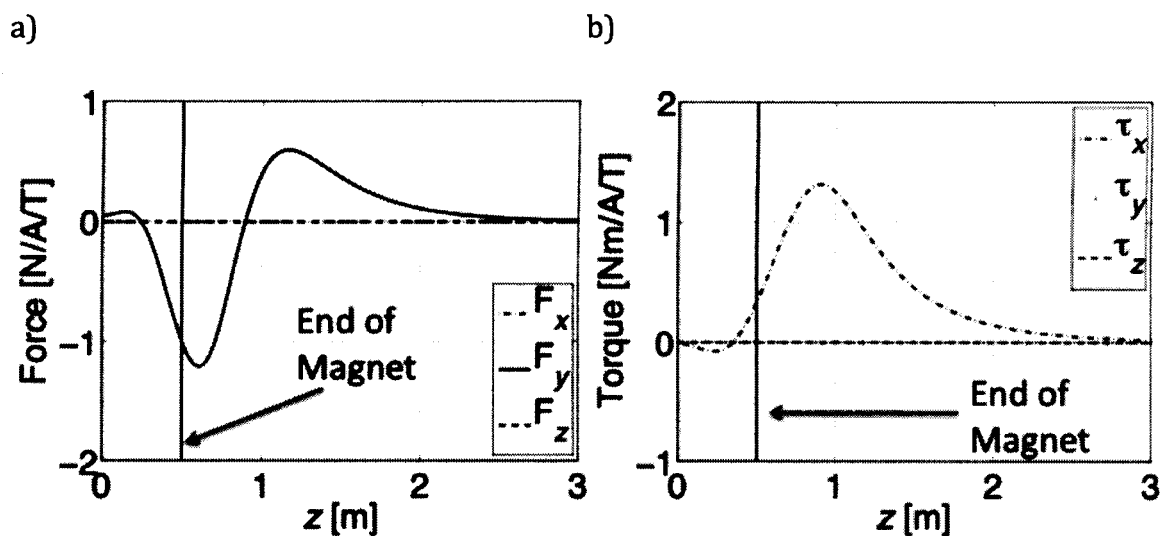 a)
b)
1
0
−1
−2
Force [N/A/T]
0
1
2
3
z [m]
End of
Magnet
F_x
F_y
F_z
2
1
0
−1
Torque [Nm/A/T]
0
1
2
3
z [m]
End of
Magnet
τ_x
τ_y
τ_z